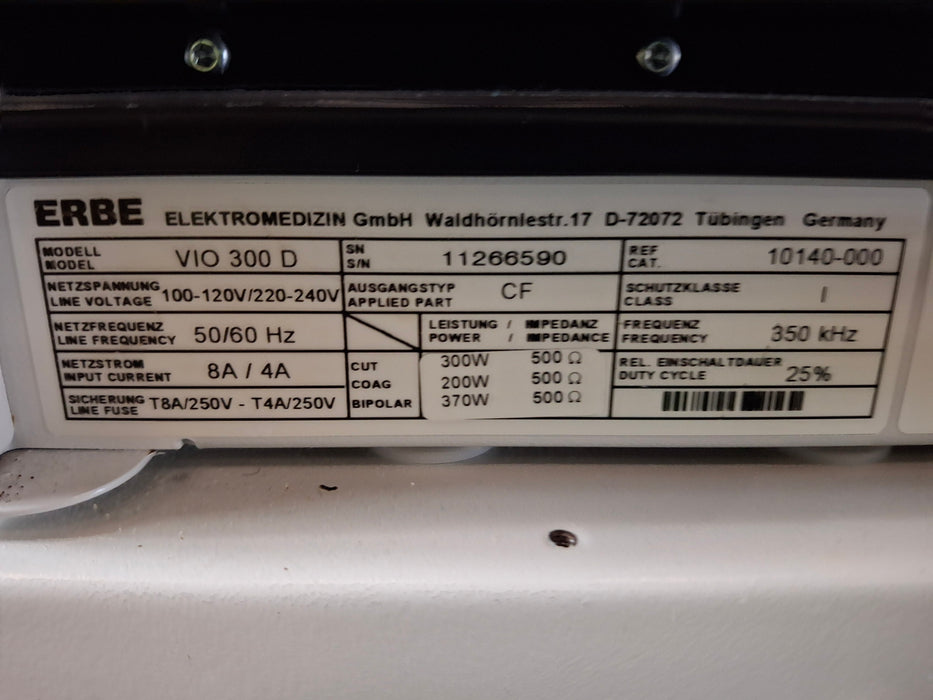 ERBE ELEKTROMEDIZIN GmbH Waldhörnlestr.17 D-72072 Tübingen Germany
MODELL
MODEL
VIO 300 D
SN
S/N
11266590
REF
CAT.
10140-000
NETZSPANNUNG
LINE VOLTAGE
100-120V/220-240V
AUSGANGSTYP
APPLIED PART
CF
SCHUTZKLASSE
CLASS
I
NETZFREQUENZ
LINE FREQUENCY
50/60 Hz
LEISTUNG / IMPEDANZ
POWER / IMPEDANCE
FREQUENZ
FREQUENCY
350 kHz
NETZSTROM
INPUT CURRENT
8A / 4A
CUT 300W 500 Ω
COAG 200W 500 Ω
BIPOLAR 370W 500 Ω
REL. EINSCHALTDAUER
DUTY CYCLE
25%
SICHERUNG
LINE FUSE
T8A/250V - T4A/250V